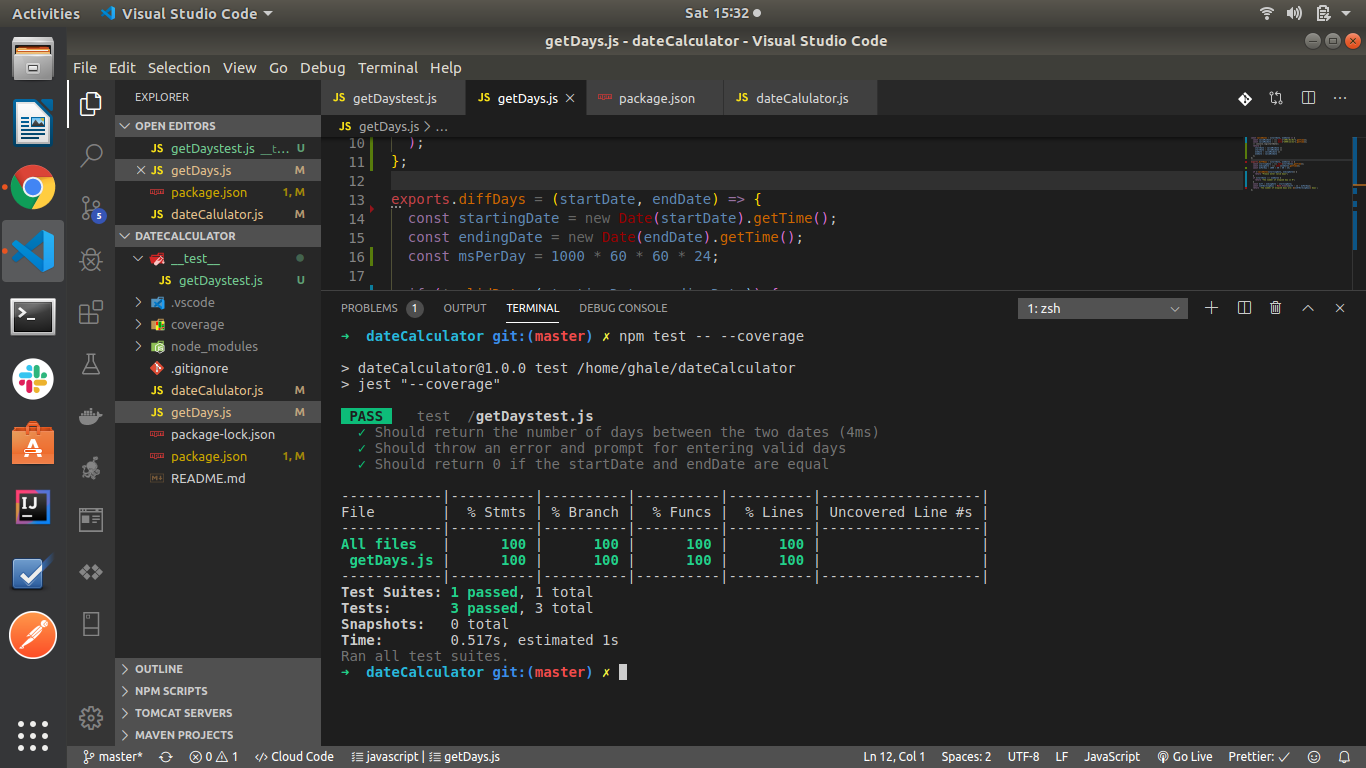 Activities Visual Studio Code Sat 15:32
getDays.js - dateCalculator - Visual Studio Code
File Edit Selection View Go Debug Terminal Help
EXPLORER
OPEN EDITORS
getDaystest.js __t... U
getDays.js M
package.json 1, M
dateCalulator.js M
DATECALCULATOR
__test__
getDaystest.js U
.vscode
coverage
node_modules
.gitignore
dateCalulator.js M
getDays.js M
package-lock.json
package.json 1, M
README.md
OUTLINE
NPM SCRIPTS
TOMCAT SERVERS
MAVEN PROJECTS
5
JS getDaystest.js JS getDays.js package.json JS dateCalulator.js
JS getDays.js > ...
10 );
11 };
12
13 exports.diffDays = (startDate, endDate) => {
14 const startingDate = new Date(startDate).getTime();
15 const endingDate = new Date(endDate).getTime();
16 const msPerDay = 1000 * 60 * 60 * 24;
17
PROBLEMS 1 OUTPUT TERMINAL DEBUG CONSOLE 1: zsh
➜ dateCalculator git:(master) ✗ npm test -- --coverage
> dateCalculator@1.0.0 test /home/ghale/dateCalculator
> jest "--coverage"
PASS test /getDaystest.js
✓ Should return the number of days between the two dates (4ms)
✓ Should throw an error and prompt for entering valid days
✓ Should return 0 if the startDate and endDate are equal
------------|----------|----------|----------|----------|-------------------|
File | % Stmts | % Branch | % Funcs | % Lines | Uncovered Line #s |
------------|----------|----------|----------|----------|-------------------|
All files | 100 | 100 | 100 | 100 | |
getDays.js | 100 | 100 | 100 | 100 | |
------------|----------|----------|----------|----------|-------------------|
Test Suites: 1 passed, 1 total
Tests: 3 passed, 3 total
Snapshots: 0 total
Time: 0.517s, estimated 1s
Ran all test suites.
➜ dateCalculator git:(master) ✗
master* 0 1 Cloud Code javascript | getDays.js Ln 12, Col 1 Spaces: 2 UTF-8 LF JavaScript Go Live Prettier: ✓